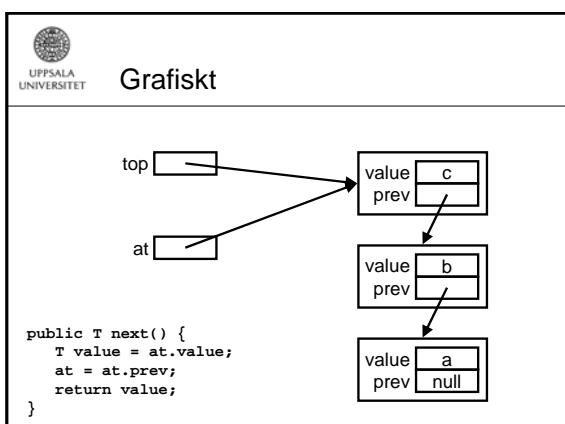 UPPSALA
UNIVERSITET
Grafiskt
top
value c
prev
at
value b
prev
public T next() {
   T value = at.value;
   at = at.prev;
   return value;
}
value a
prev null